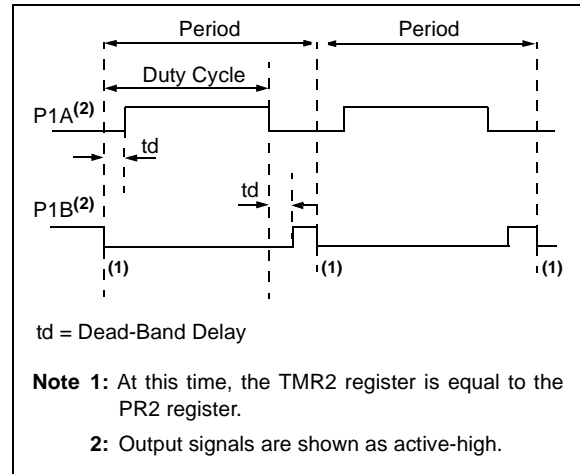 Period Period
Duty Cycle
P1A(2)
td
td
P1B(2)
(1) (1) (1)
td = Dead-Band Delay
Note 1: At this time, the TMR2 register is equal to the
PR2 register.
2: Output signals are shown as active-high.